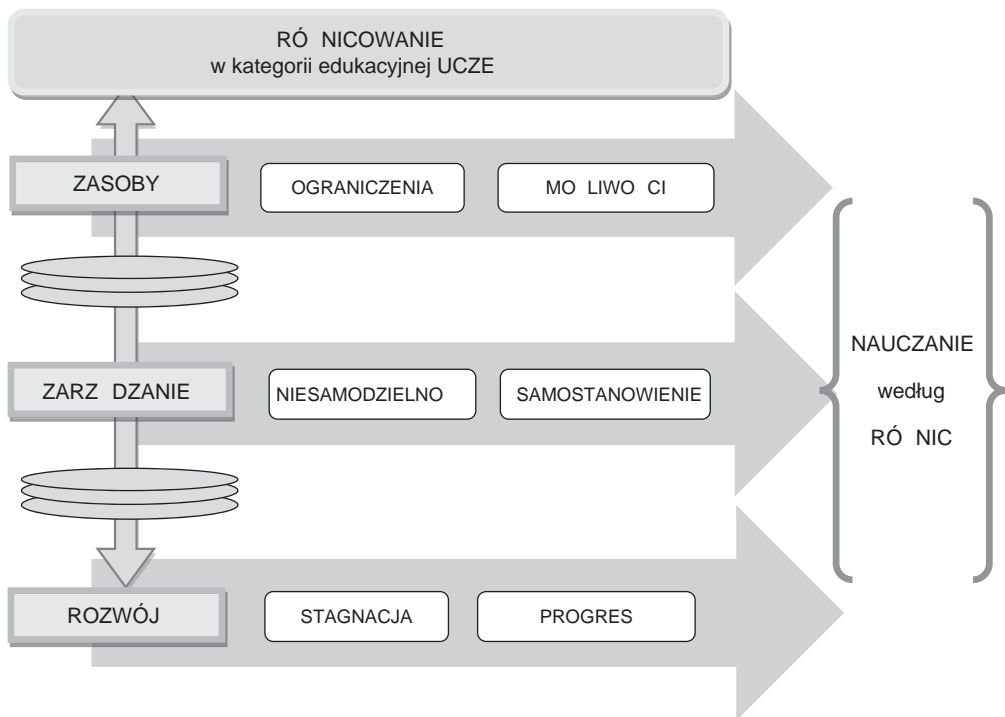 RÓ NICOWANIE
w kategorii edukacyjnej UCZE
ZASOBY
OGRANICZENIA
MO LIWO CI
ZARZ DZANIE
NIESAMODZIELNO
SAMOSTANOWIENIE
ROZWÓJ
STAGNACJA
PROGRES
NAUCZANIE
według
RÓ NIC